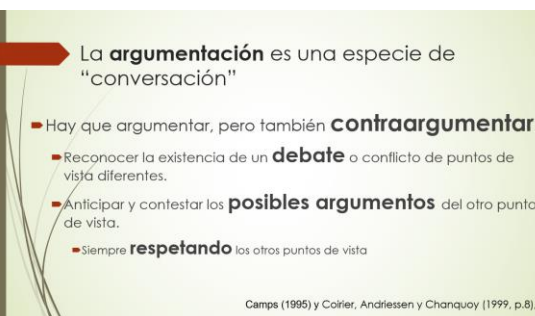 La argumentación es una especie de
“conversación”
Hay que argumentar, pero también contraargumentar
Reconocer la existencia de un debate o conflicto de puntos de
vista diferentes.
Anticipar y contestar los posibles argumentos del otro punto
de vista.
Siempre respetando los otros puntos de vista
Camps (1995) y Coirier, Andriessen y Chanquoy (1999, p.8)